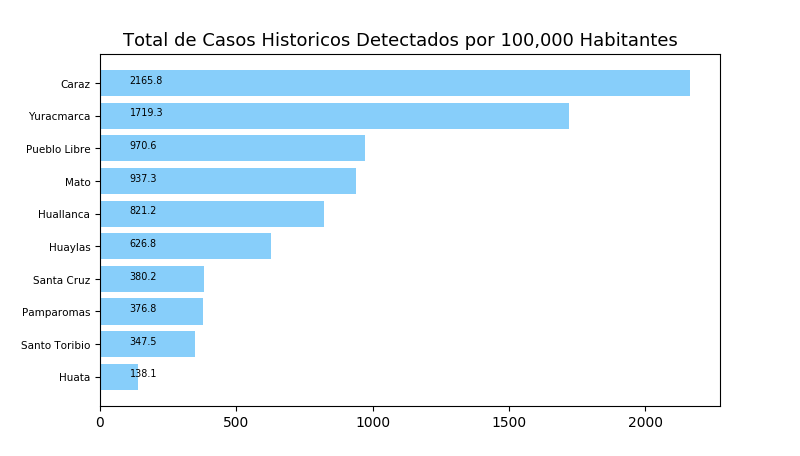 Total de Casos Historicos Detectados por 100,000 Habitantes
Caraz 2165.8
Yuracmarca 1719.3
Pueblo Libre 970.6
Mato 937.3
Huallanca 821.2
Huaylas 626.8
Santa Cruz 380.2
Pamparomas 376.8
Santo Toribio 347.5
Huata 138.1
0 500 1000 1500 2000